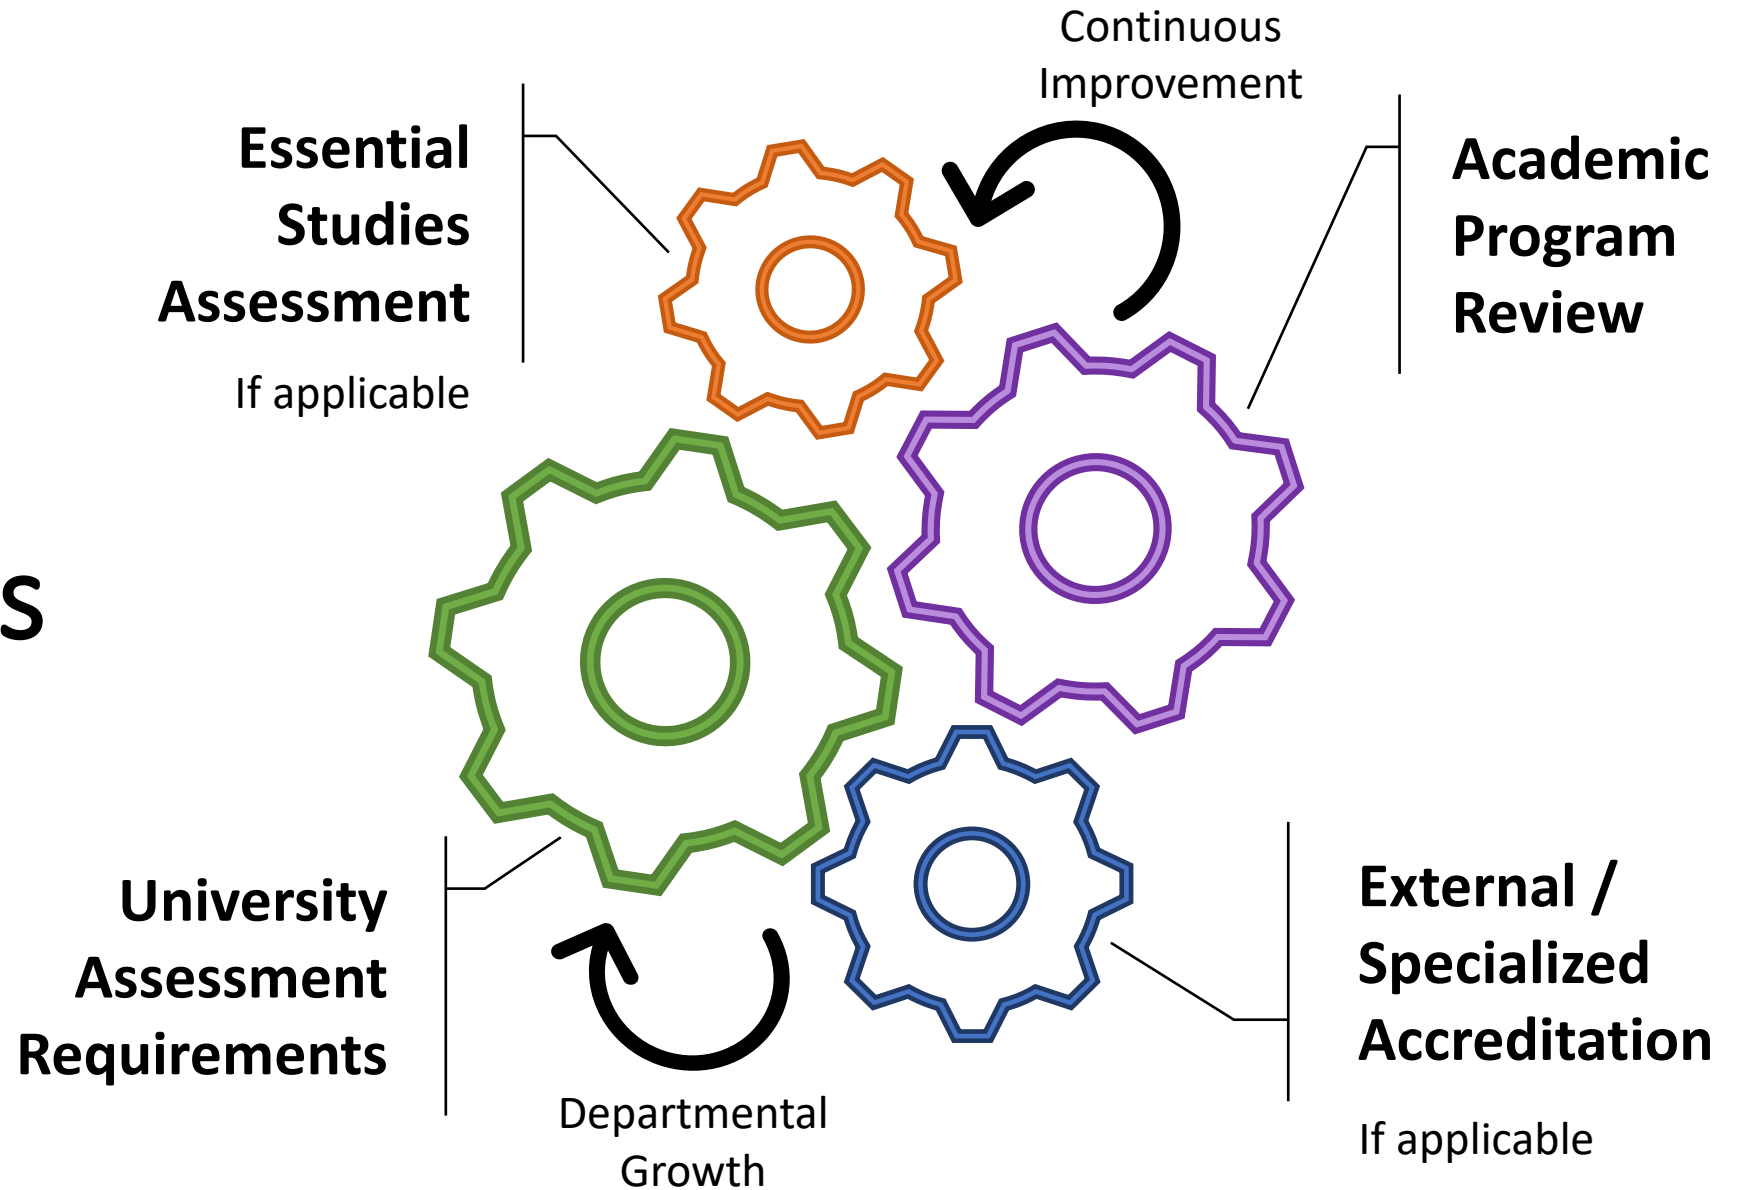 Continuous
Improvement
Essential
Studies
Assessment
If applicable
Academic
Program
Review
s
University
Assessment
Requirements
Departmental
Growth
External /
Specialized
Accreditation
If applicable